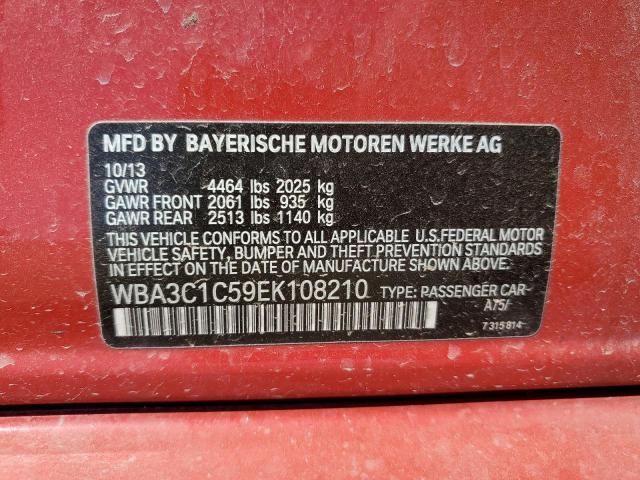 MFD BY BAYERISCHE MOTOREN WERKE AG
10/13
GVWR 4464 lbs 2025 kg
GAWR FRONT 2061 lbs 935 kg
GAWR REAR 2513 lbs 1140 kg
THIS VEHICLE CONFORMS TO ALL APPLICABLE U.S.FEDERAL MOTOR
VEHICLE SAFETY, BUMPER, AND THEFT PREVENTION STANDARDS
IN EFFECT ON THE DATE OF MANUFACTURE SHOWN ABOVE.
WBA3C1C59EK108210 TYPE: PASSENGER CAR
A75/
7315814